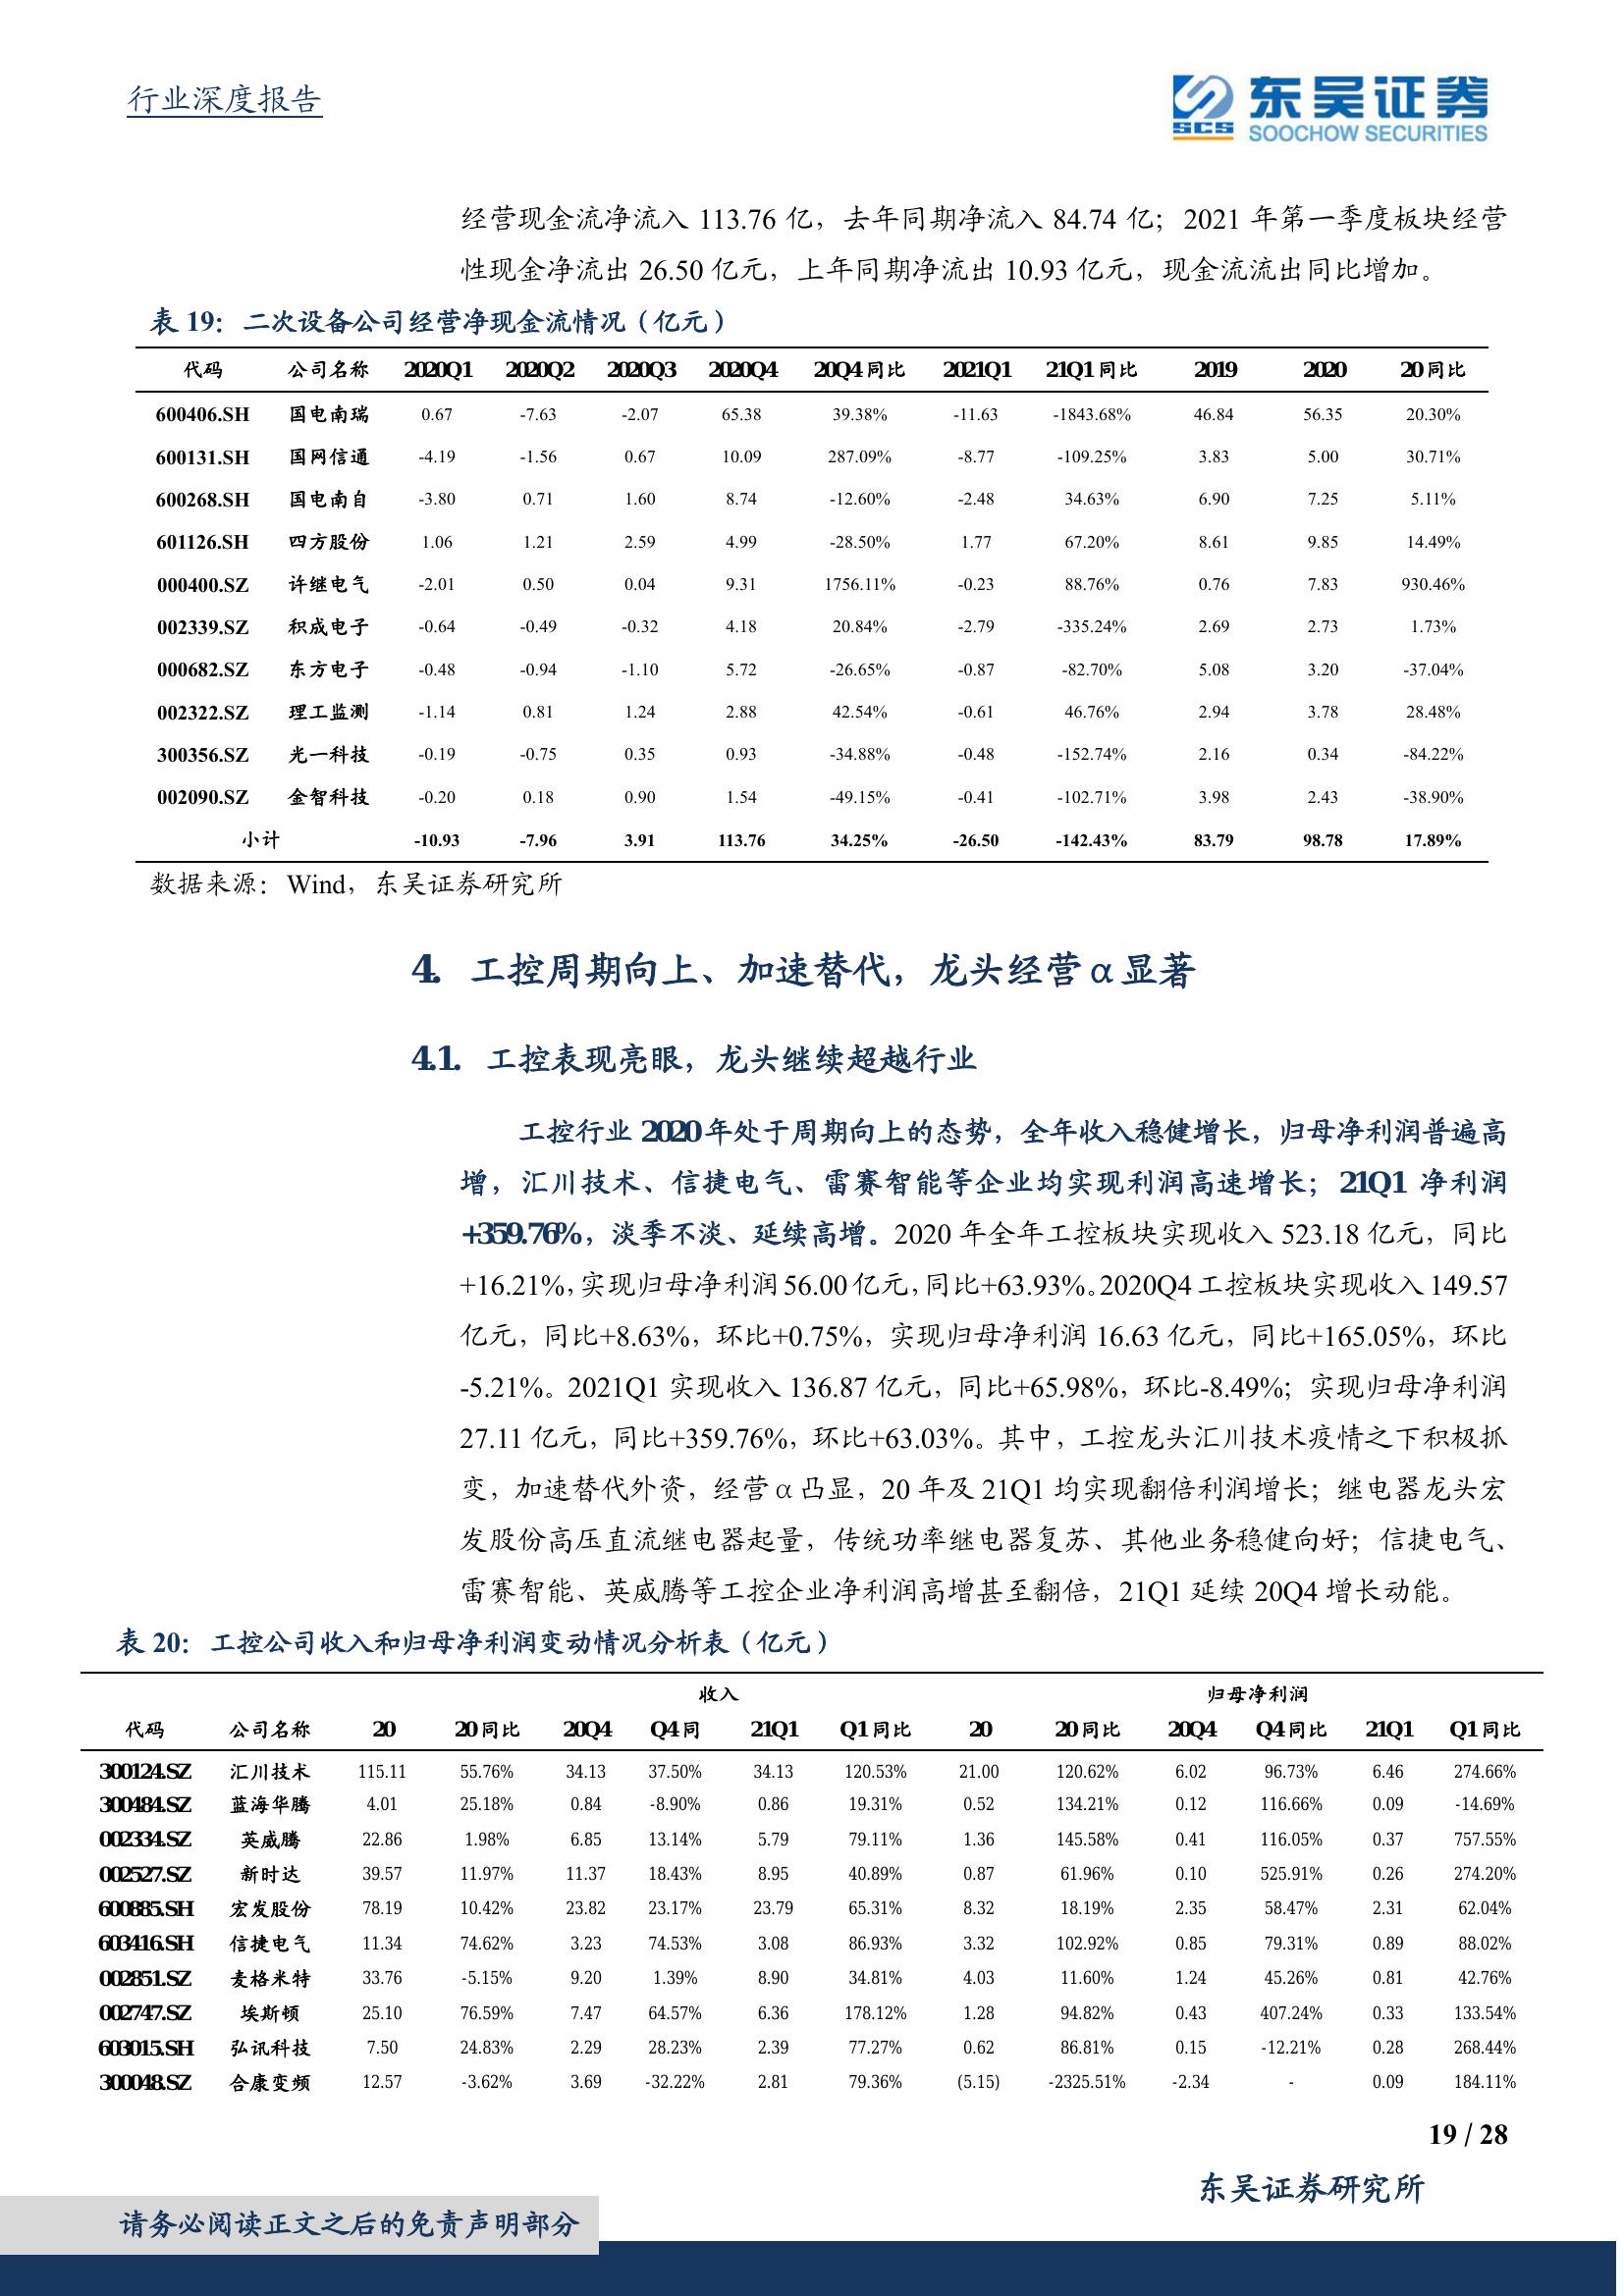 行业深度报告
SCS 东吴证券
SOOCHOW SECURITIES
经营现金流净流入 113.76 亿，去年同期净流入 84.74 亿；2021 年第一季度板块经营
性现金净流出 26.50 亿元，上年同期净流出 10.93 亿元，现金流流出同比增加。
表 19：二次设备公司经营净现金流情况（亿元）
代码 公司名称 2020Q1 2020Q2 2020Q3 2020Q4 20Q4 同比 2021Q1 21Q1 同比 2019 2020 20 同比
600406.SH 国电南瑞 0.67 -7.63 -2.07 65.38 39.38% -11.63 -1843.68% 46.84 56.35 20.30%
600131.SH 国网信通 -4.19 -1.56 0.67 10.09 287.09% -8.77 -109.25% 3.83 5.00 30.71%
600268.SH 国电南自 -3.80 0.71 1.60 8.74 -12.60% -2.48 34.63% 6.90 7.25 5.11%
601126.SH 四方股份 1.06 1.21 2.59 4.99 -28.50% 1.77 67.20% 8.61 9.85 14.49%
000400.SZ 许继电气 -2.01 0.50 0.04 9.31 1756.11% -0.23 88.76% 0.76 7.83 930.46%
002339.SZ 积成电子 -0.64 -0.49 -0.32 4.18 20.84% -2.79 -335.24% 2.69 2.73 1.73%
000682.SZ 东方电子 -0.48 -0.94 -1.10 5.72 -26.65% -0.87 -82.70% 5.08 3.20 -37.04%
002322.SZ 理工监测 -1.14 0.81 1.24 2.88 42.54% -0.61 46.76% 2.94 3.78 28.48%
300356.SZ 光一科技 -0.19 -0.75 0.35 0.93 -34.88% -0.48 -152.74% 2.16 0.34 -84.22%
002090.SZ 金智科技 -0.20 0.18 0.90 1.54 -49.15% -0.41 -102.71% 3.98 2.43 -38.90%
小计 -10.93 -7.96 3.91 113.76 34.25% -26.50 -142.43% 83.79 98.78 17.89%
数据来源：Wind，东吴证券研究所
4. 工控周期向上、加速替代，龙头经营α显著
4.1. 工控表现亮眼，龙头继续超越行业
工控行业 2020 年处于周期向上的态势，全年收入稳健增长，归母净利润普遍高
增，汇川技术、信捷电气、雷赛智能等企业均实现利润高速增长；21Q1 净利润
+359.76%，淡季不淡、延续高增。2020 年全年工控板块实现收入 523.18 亿元，同比
+16.21%，实现归母净利润 56.00 亿元，同比+63.93%。2020Q4 工控板块实现收入 149.57
亿元，同比+8.63%，环比+0.75%，实现归母净利润 16.63 亿元，同比+165.05%，环比
-5.21%。2021Q1 实现收入 136.87 亿元，同比+65.98%，环比-8.49%；实现归母净利润
27.11 亿元，同比+359.76%，环比+63.03%。其中，工控龙头汇川技术疫情之下积极抓
变，加速替代外资，经营α凸显，20 年及 21Q1 均实现翻倍利润增长；继电器龙头宏
发股份高压直流继电器起量，传统功率继电器复苏、其他业务稳健向好；信捷电气、
雷赛智能、英威腾等工控企业净利润高增甚至翻倍，21Q1 延续 20Q4 增长动能。
表 20：工控公司收入和归母净利润变动情况分析表（亿元）
收入 归母净利润
代码 公司名称 20 20 同比 20Q4 Q4 同 21Q1 Q1 同比 20 20 同比 20Q4 Q4 同比 21Q1 Q1 同比
300124.SZ 汇川技术 115.11 55.76% 34.13 37.50% 34.13 120.53% 21.00 120.62% 6.02 96.73% 6.46 274.66%
300484.SZ 蓝海华腾 4.01 25.18% 0.84 -8.90% 0.86 19.31% 0.52 134.21% 0.12 116.66% 0.09 -14.69%
002334.SZ 英威腾 22.86 1.98% 6.85 13.14% 5.79 79.11% 1.36 145.58% 0.41 116.05% 0.37 757.55%
002527.SZ 新时达 39.57 11.97% 11.37 18.43% 8.95 40.89% 0.87 61.96% 0.10 525.91% 0.26 274.20%
600885.SH 宏发股份 78.19 10.42% 23.82 23.17% 23.79 65.31% 8.32 18.19% 2.35 58.47% 2.31 62.04%
603416.SH 信捷电气 11.34 74.62% 3.23 74.53% 3.08 86.93% 3.32 102.92% 0.85 79.31% 0.89 88.02%
002851.SZ 麦格米特 33.76 -5.15% 9.20 1.39% 8.90 34.81% 4.03 11.60% 1.24 45.26% 0.81 42.76%
002747.SZ 埃斯顿 25.10 76.59% 7.47 64.57% 6.36 178.12% 1.28 94.82% 0.43 407.24% 0.33 133.54%
603015.SH 弘讯科技 7.50 24.83% 2.29 28.23% 2.39 77.27% 0.62 86.81% 0.15 -12.21% 0.28 268.44%
300048.SZ 合康变频 12.57 -3.62% 3.69 -32.22% 2.81 79.36% (5.15) -2325.51% -2.34 - 0.09 184.11%
19 / 28
东吴证券研究所
请务必阅读正文之后的免责声明部分